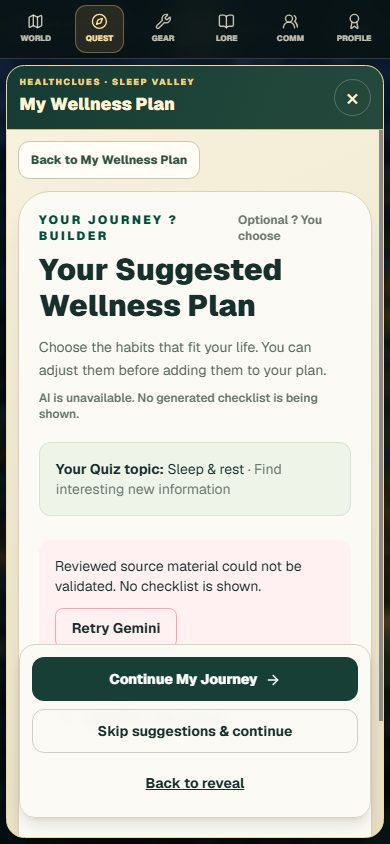 WORLD
QUEST
GEAR
LORE
COMM
PROFILE
HEALTHCLUES · SLEEP VALLEY
My Wellness Plan
Back to My Wellness Plan
YOUR JOURNEY ?
BUILDER
Optional ? You
choose
Your Suggested
Wellness Plan
Choose the habits that fit your life. You can
adjust them before adding them to your plan.
AI is unavailable. No generated checklist is being
shown.
Your Quiz topic: Sleep & rest · Find
interesting new information
Reviewed source material could not be
validated. No checklist is shown.
Retry Gemini
Continue My Journey →
Skip suggestions & continue
Back to reveal